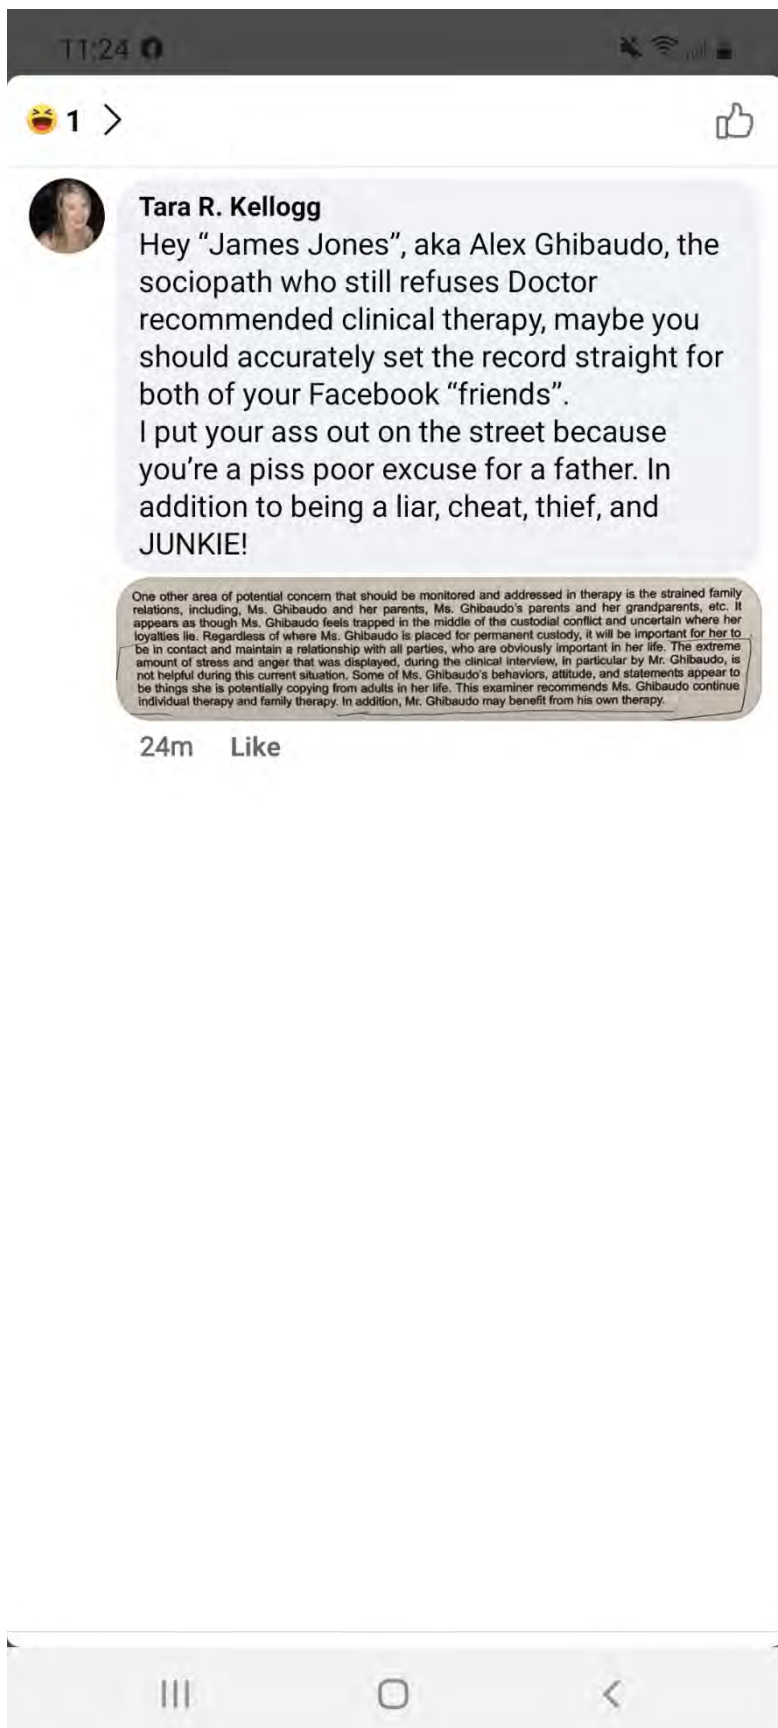 11:24
1
Tara R. Kellogg
Hey “James Jones”, aka Alex Ghibaudo, the
sociopath who still refuses Doctor
recommended clinical therapy, maybe you
should accurately set the record straight for
both of your Facebook “friends”.
I put your ass out on the street because
you’re a piss poor excuse for a father. In
addition to being a liar, cheat, thief, and
JUNKIE!
One other area of potential concern that should be monitored and addressed in therapy is the strained family
relations, including, Ms. Ghibaudo and her parents, Ms. Ghibaudo's parents and her grandparents, etc. It
appears as though Ms. Ghibaudo feels trapped in the middle of the custodial conflict and uncertain where her
loyalties lie. Regardless of where Ms. Ghibaudo is placed for permanent custody, it will be important for her to
be in contact and maintain a relationship with all parties, who are obviously important in her life. The extreme
amount of stress and anger that was displayed, during the clinical interview, in particular by Mr. Ghibaudo, is
not helpful during this current situation. Some of Ms. Ghibaudo's behaviors, attitude, and statements appear to
be things she is potentially copying from adults in her life. This examiner recommends Ms. Ghibaudo continue
individual therapy and family therapy. In addition, Mr. Ghibaudo may benefit from his own therapy.
24m Like